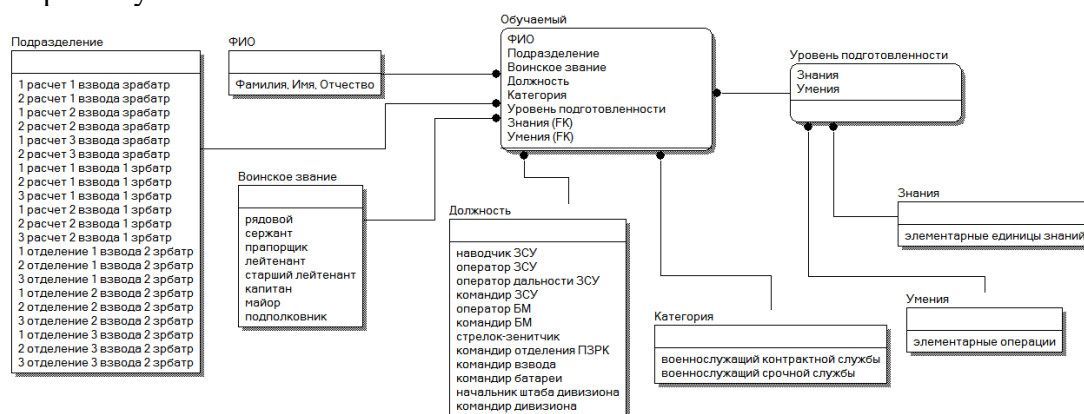 Обучаемый
ФИО
Подразделение
Воинское звание
Должность
Категория
Уровень подготовленности
Знания (FK)
Умения (FK)
Подразделение
1 расчет 1 взвода зрабатр
2 расчет 1 взвода зрабатр
1 расчет 2 взвода зрабатр
2 расчет 2 взвода зрабатр
1 расчет 3 взвода зрабатр
2 расчет 3 взвода зрабатр
1 расчет 1 взвода 1 зрбатр
2 расчет 1 взвода 1 зрбатр
3 расчет 1 взвода 1 зрбатр
1 расчет 2 взвода 1 зрбатр
2 расчет 2 взвода 1 зрбатр
3 расчет 2 взвода 1 зрбатр
1 отделение 1 взвода 2 зрбатр
2 отделение 1 взвода 2 зрбатр
3 отделение 1 взвода 2 зрбатр
1 отделение 2 взвода 2 зрбатр
2 отделение 2 взвода 2 зрбатр
3 отделение 2 взвода 2 зрбатр
1 отделение 3 взвода 2 зрбатр
2 отделение 3 взвода 2 зрбатр
3 отделение 3 взвода 2 зрбатр
ФИО
Фамилия, Имя, Отчество
Уровень подготовленности
Знания
Умения
Воинское звание
рядовой
сержант
прапорщик
лейтенант
старший лейтенант
капитан
майор
подполковник
Должность
наводчик ЗСУ
оператор ЗСУ
оператор дальности ЗСУ
командир ЗСУ
оператор БМ
командир БМ
стрелок-зенитчик
командир отделения ПЗРК
командир взвода
командир батареи
начальник штаба дивизиона
командир дивизиона
Категория
военнослужащий контрактной службы
военнослужащий срочной службы
Знания
элементарные единицы знаний
Умения
элементарные операции